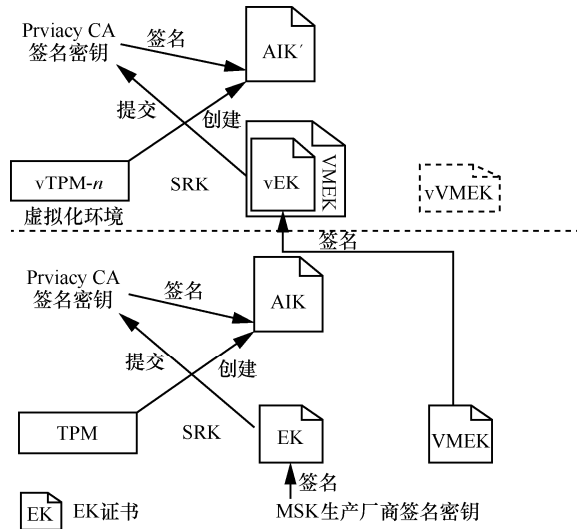 Prviacy CA
签名密钥
签名
AIK′
提交
创建
vTPM-n
SRK
vEK
VMEK
vVMEK
虚拟化环境
签名
Prviacy CA
签名密钥
签名
AIK
提交
创建
TPM
SRK
EK
VMEK
签名
EK
EK证书
MSK生产厂商签名密钥